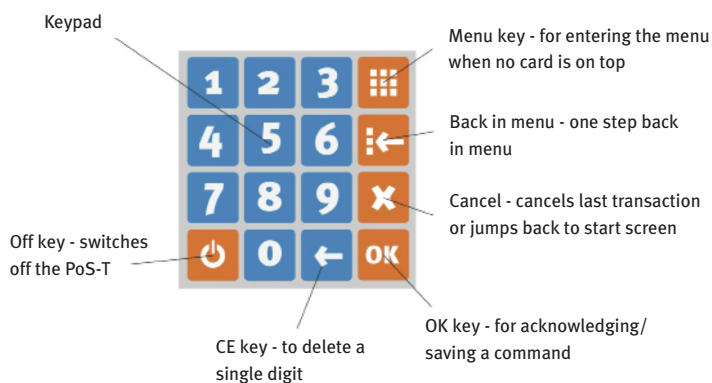 Keypad
Menu key - for entering the menu
when no card is on top
1 2 3
Back in menu - one step back
in menu
4 5 6
Cancel - cancels last transaction
or jumps back to start screen
7 8 9
Off key - switches
off the PoS-T
0 OK
OK key - for acknowledging/
saving a command
CE key - to delete a
single digit